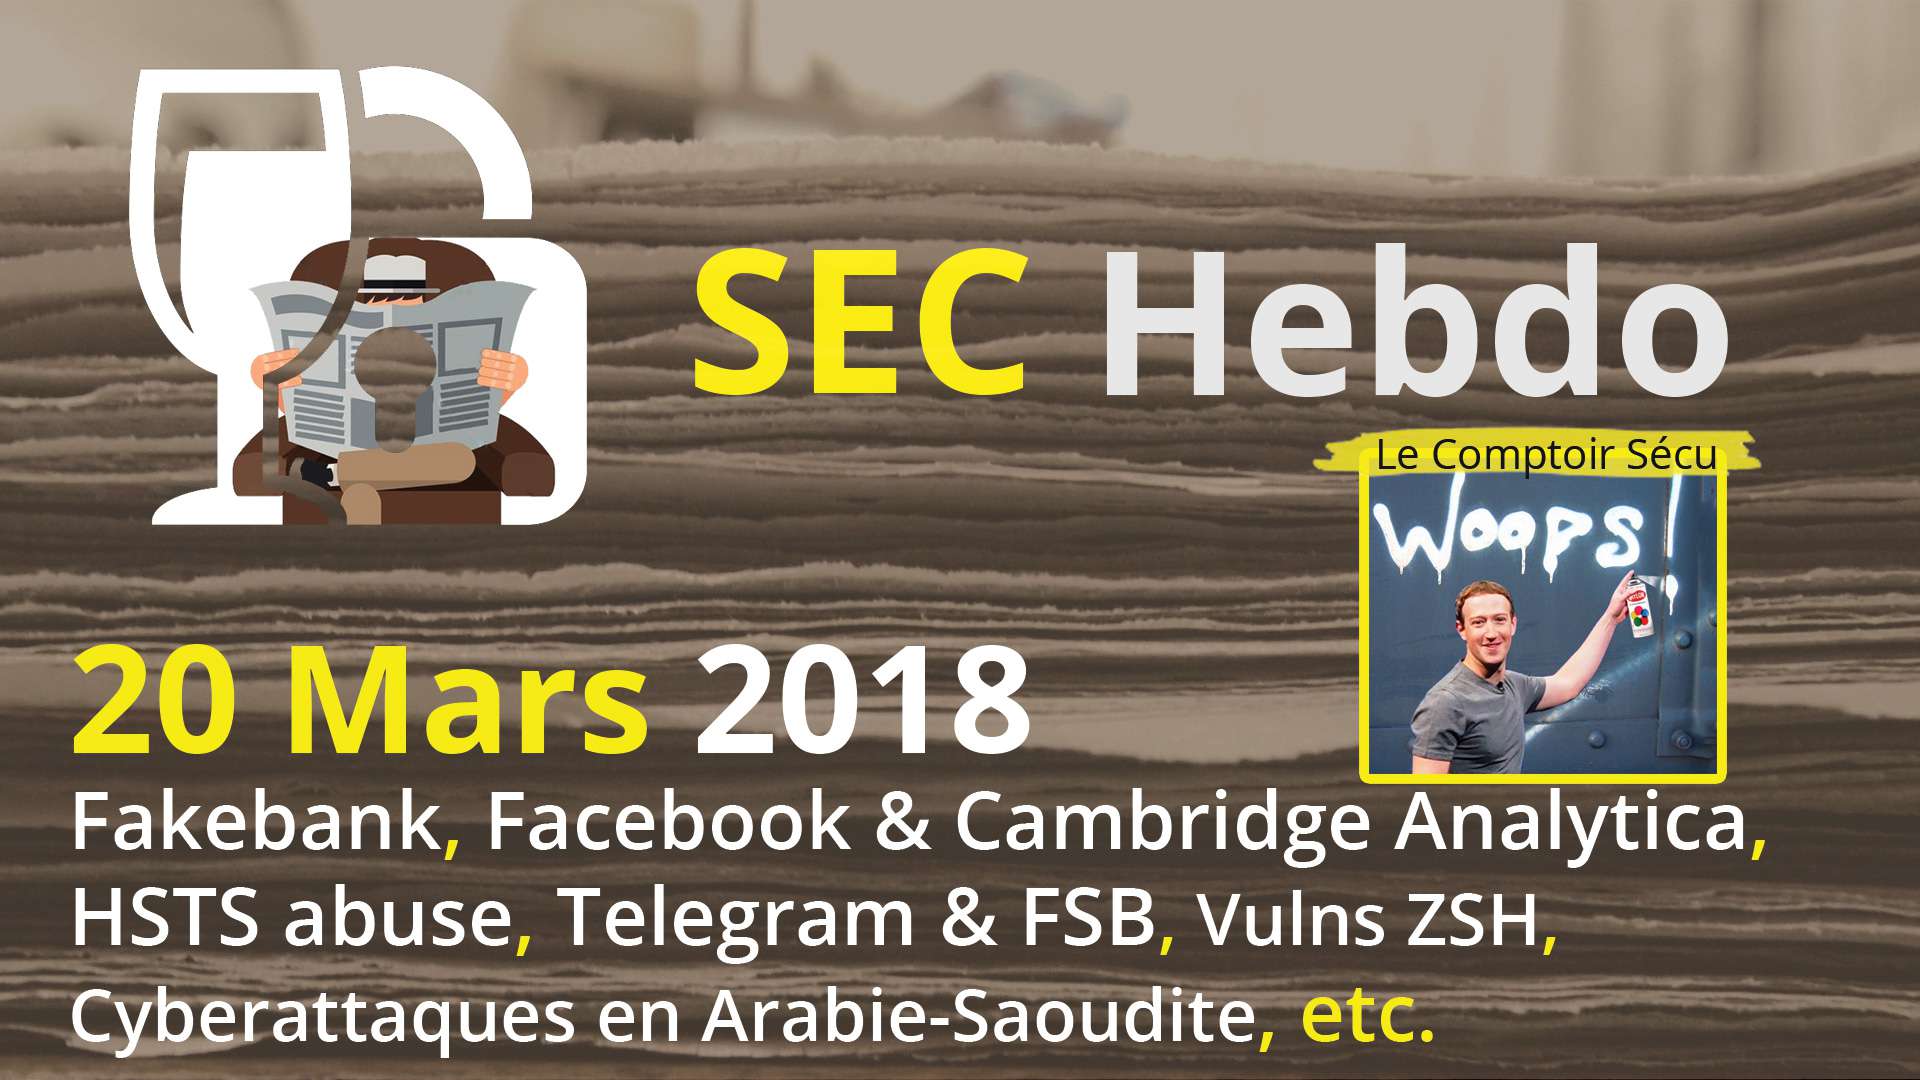 SEC Hebdo
Le Comptoir Sécu
Woops!
20 Mars 2018
Fakebank, Facebook & Cambridge Analytica,
HSTS abuse, Telegram & FSB, Vulns ZSH,
Cyberattaques en Arabie-Saoudite, etc.